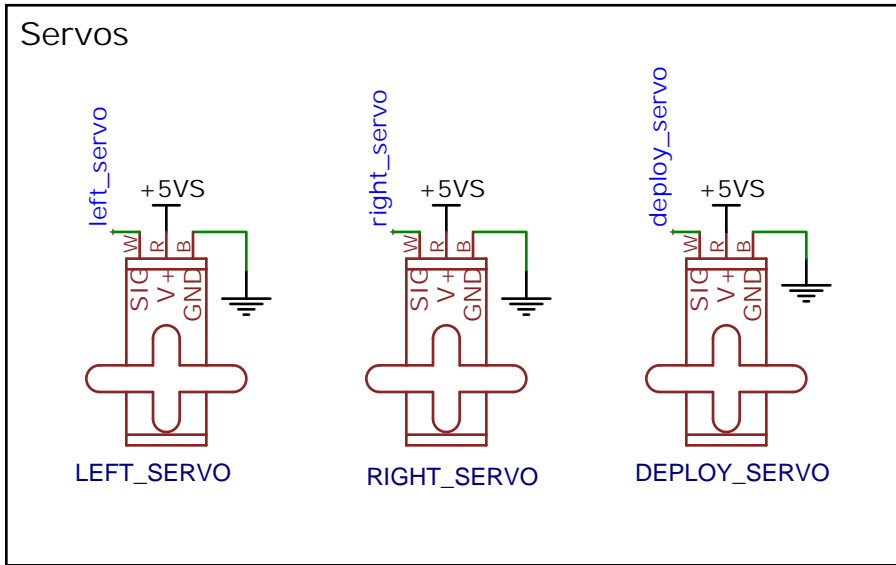 Servos
left_servo
+5VS
W R B
SIG V+ GND
LEFT_SERVO
right_servo
+5VS
W R B
SIG V+ GND
RIGHT_SERVO
deploy_servo
+5VS
W R B
SIG V+ GND
DEPLOY_SERVO